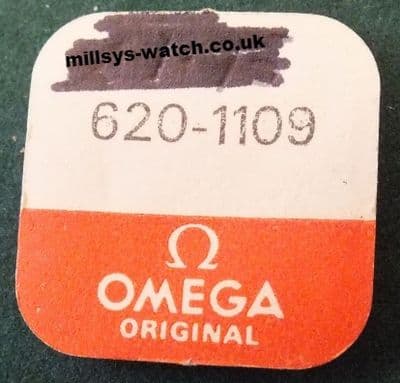 millsys-watch.co.uk
620-1109
Ω
OMEGA
ORIGINAL